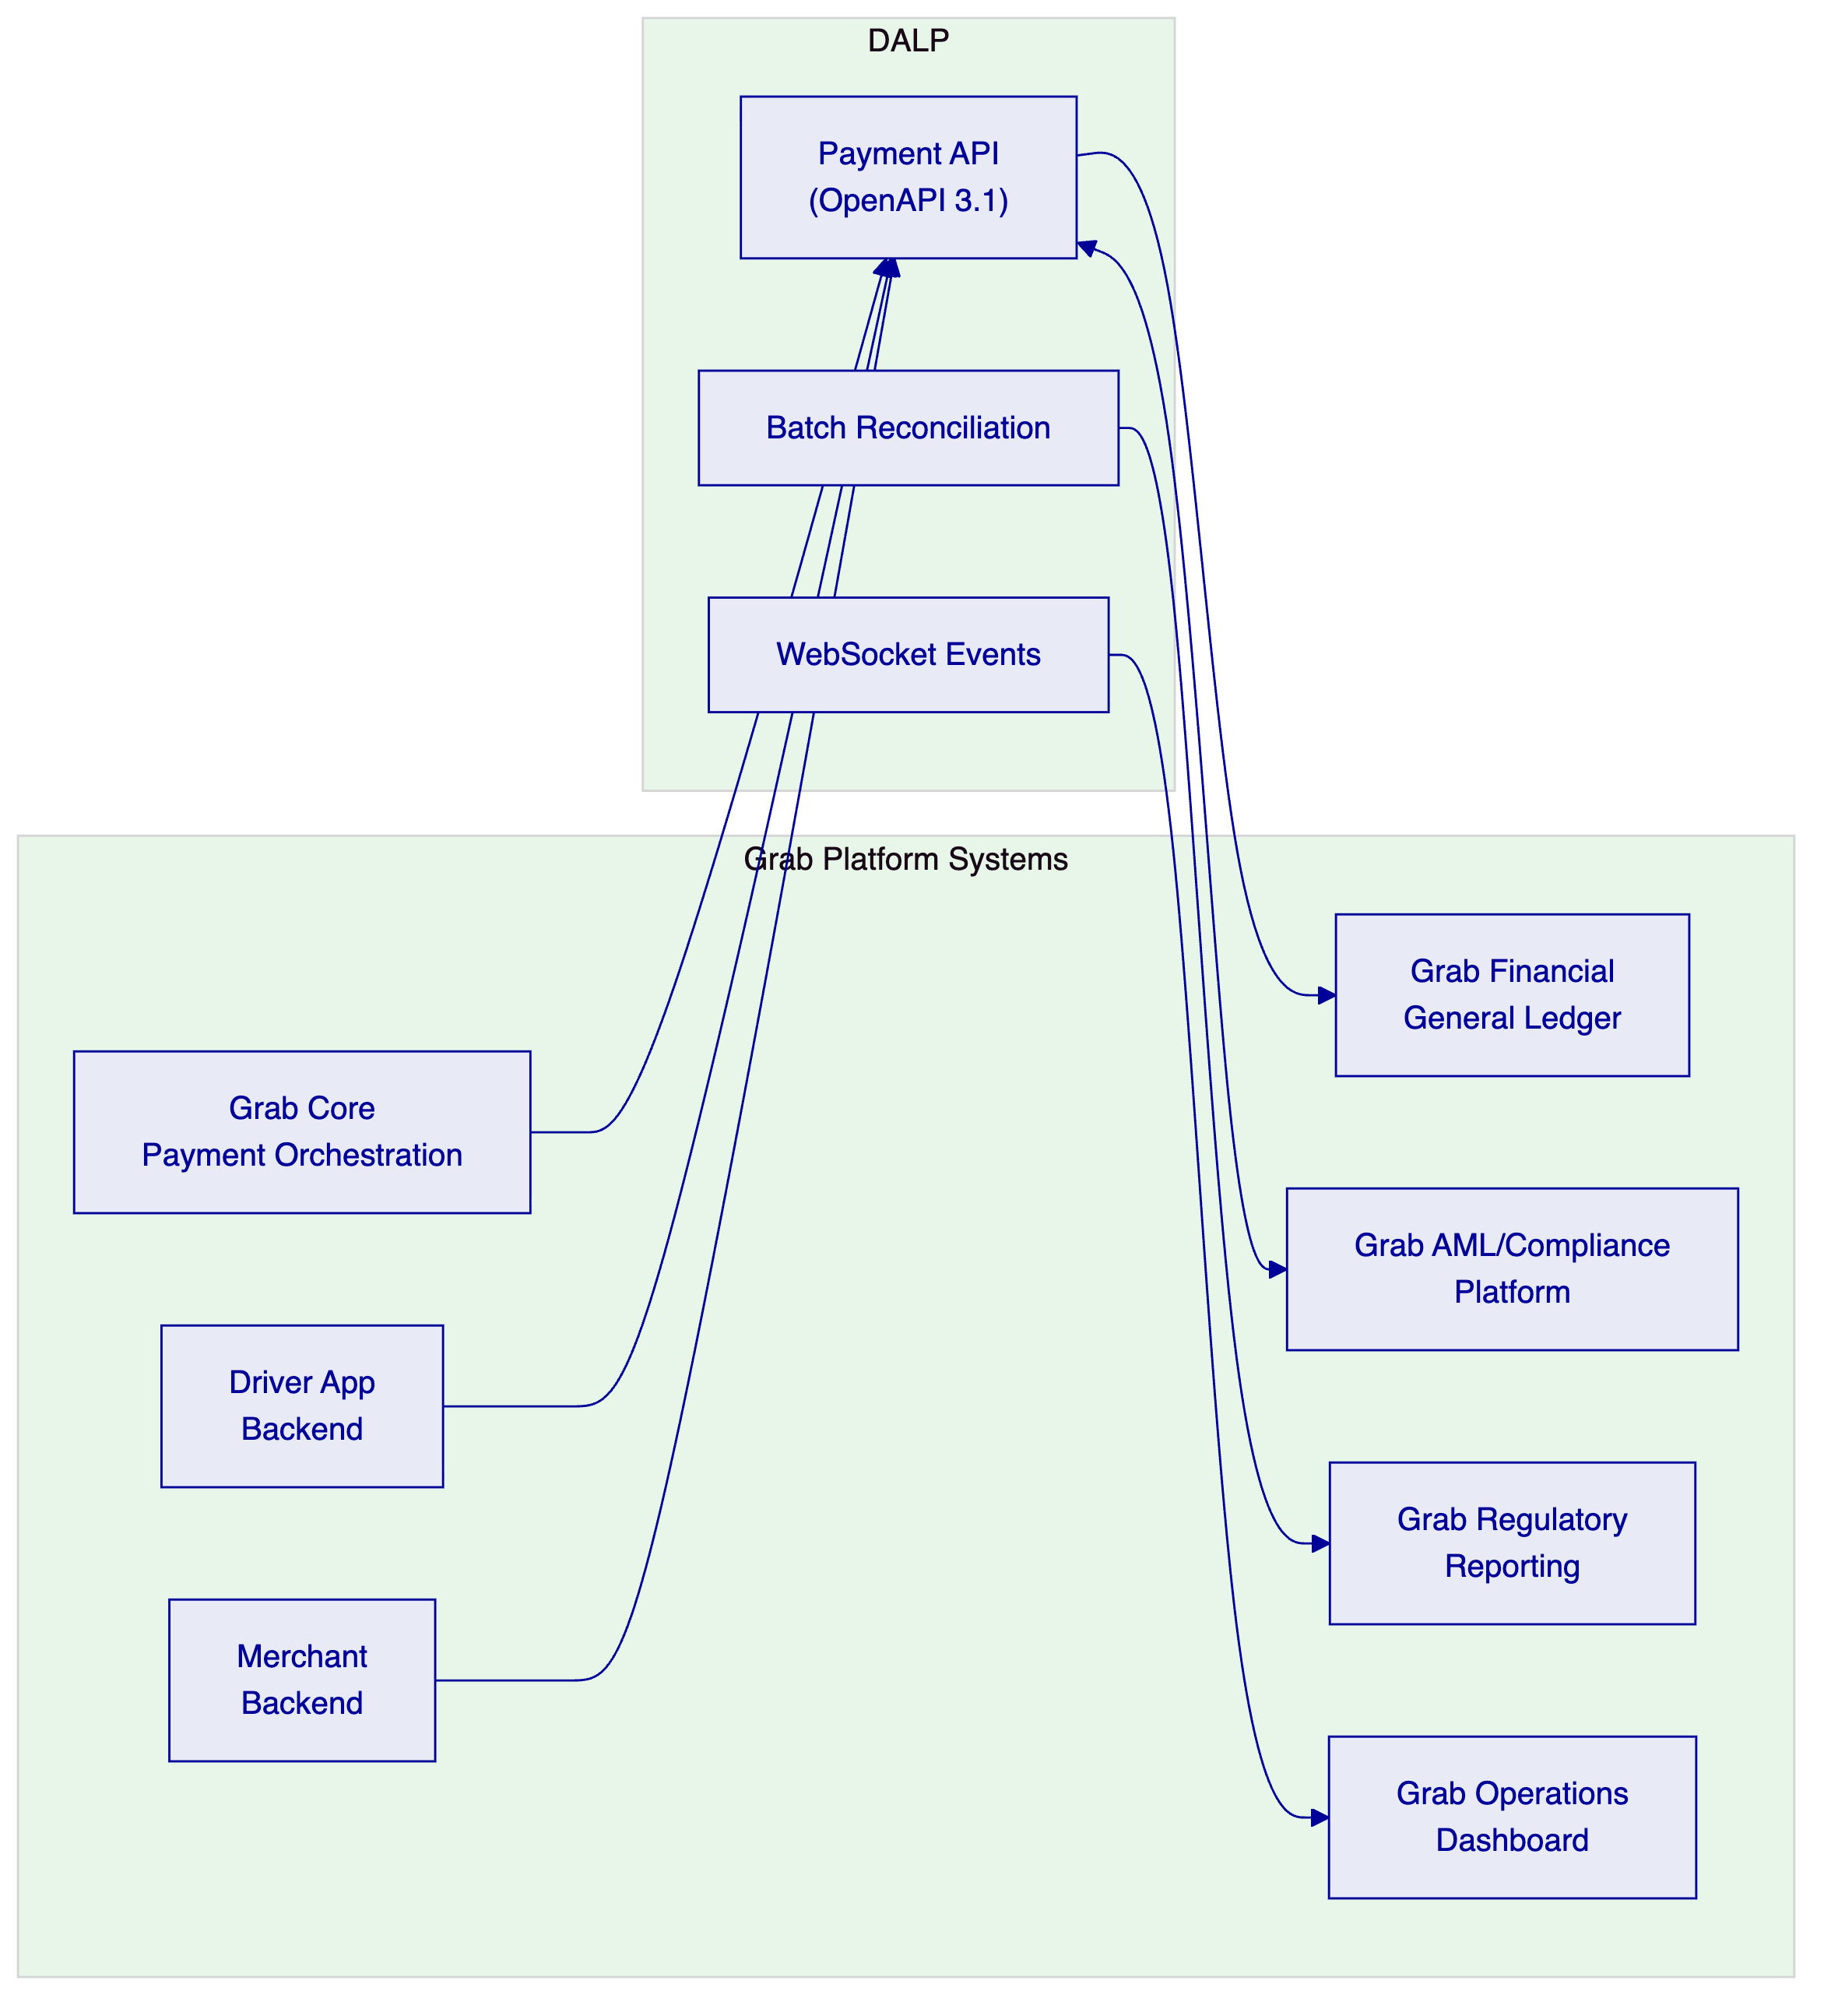 DALP
Payment API
(OpenAPI 3.1)
Batch Reconciliation
WebSocket Events
Grab Platform Systems
Grab Core
Payment Orchestration
Driver App
Backend
Merchant
Backend
Grab Financial
General Ledger
Grab AML/Compliance
Platform
Grab Regulatory
Reporting
Grab Operations
Dashboard